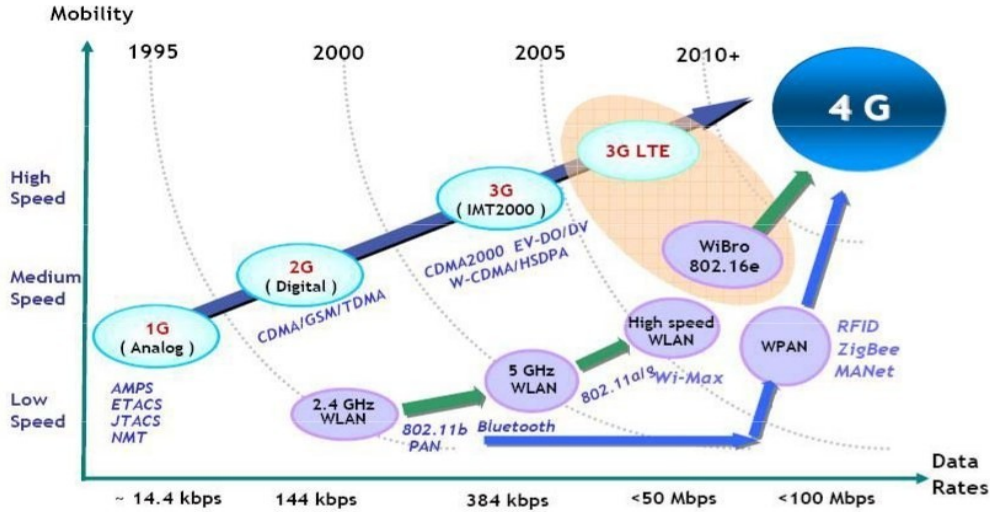 Mobility
1995
2000
2005
2010+
4 G
3G LTE
High
Speed
3G
( IMT2000 )
WiBro
802.16e
CDMA2000 EV-DO/DV
W-CDMA/HSDPA
Medium
Speed
2G
( Digital )
CDMA/GSM/TDMA
1G
( Analog )
High speed
WLAN
WPAN
RFID
ZigBee
MANet
5 GHz
WLAN
802.11a/g
Wi-Max
AMPS
ETACS
JTACS
NMT
Low
Speed
2.4 GHz
WLAN
802.11b
PAN
Bluetooth
Data
Rates
~ 14.4 kbps
144 kbps
384 kbps
<50 Mbps
<100 Mbps